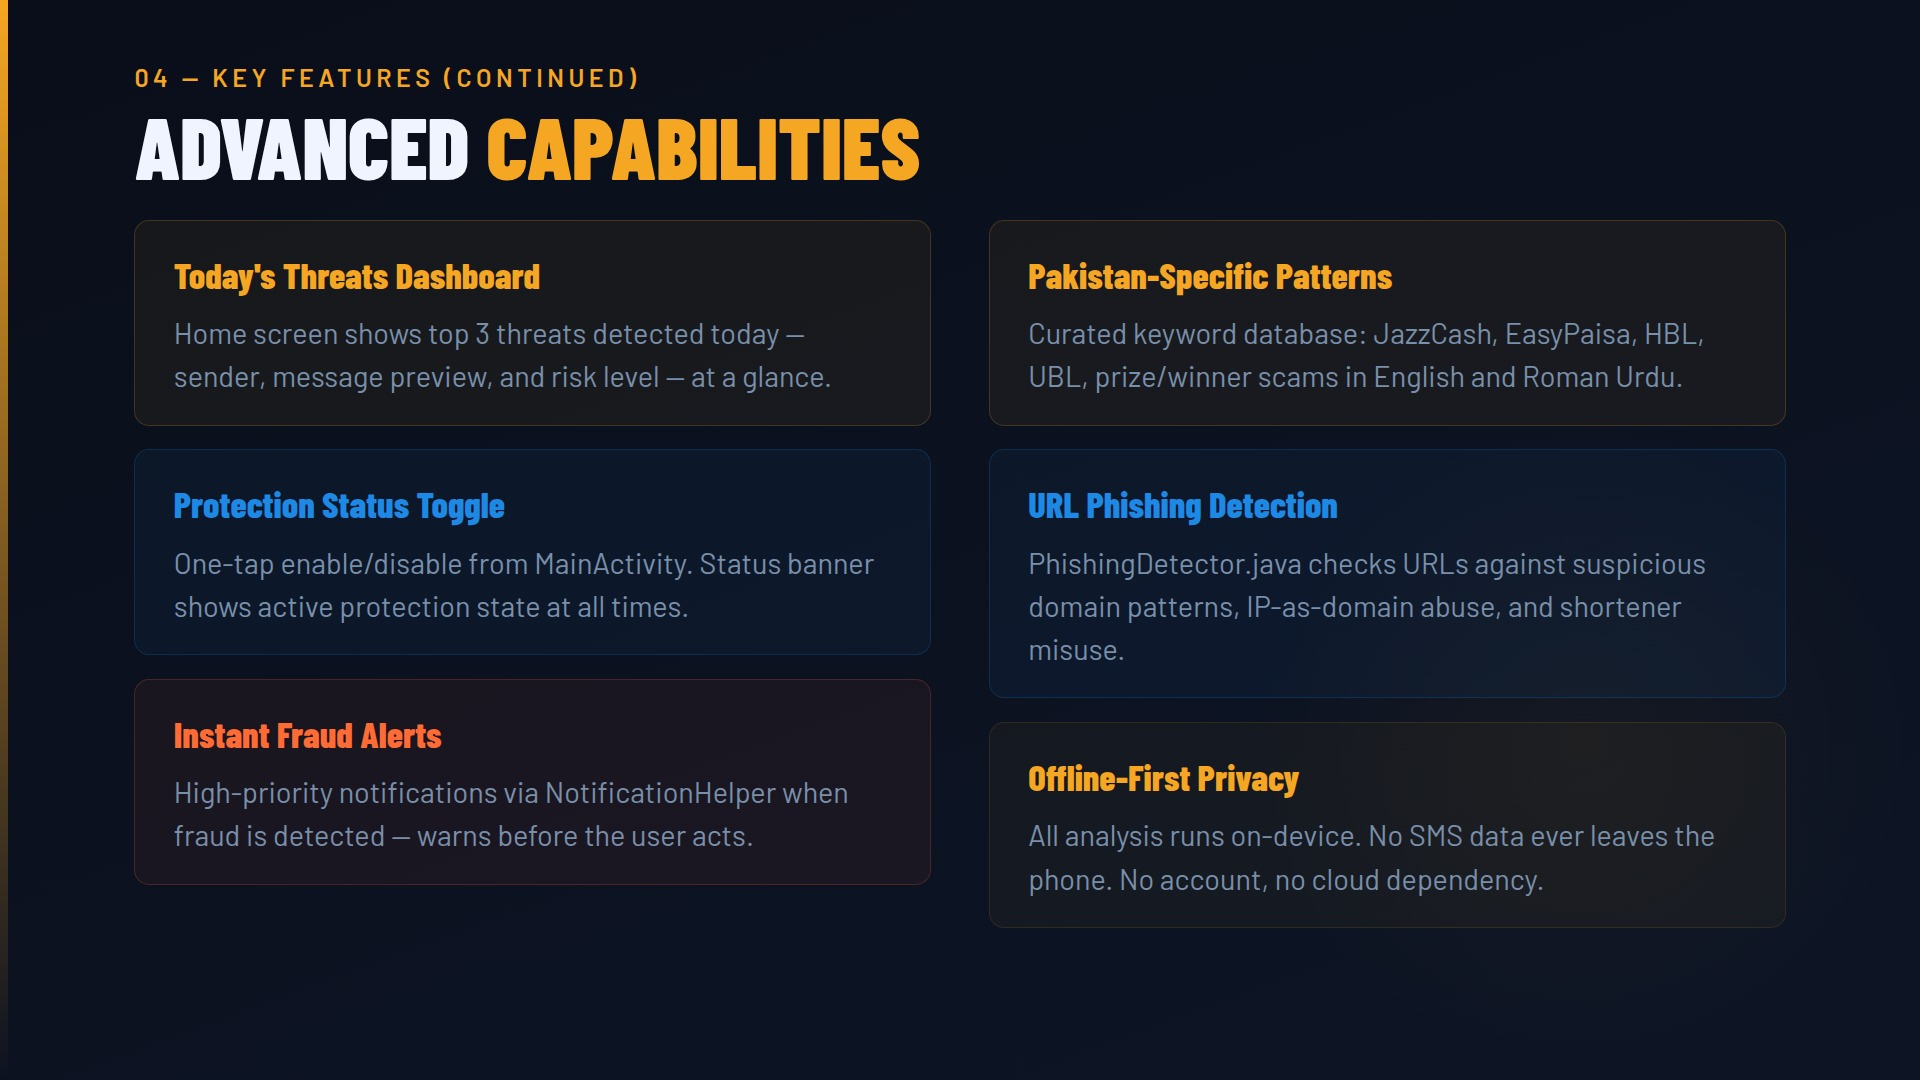 04 — KEY FEATURES (CONTINUED)
ADVANCED CAPABILITIES
Today's Threats Dashboard
Home screen shows top 3 threats detected today —
sender, message preview, and risk level — at a glance.
Protection Status Toggle
One-tap enable/disable from MainActivity. Status banner
shows active protection state at all times.
Instant Fraud Alerts
High-priority notifications via NotificationHelper when
fraud is detected — warns before the user acts.
Pakistan-Specific Patterns
Curated keyword database: JazzCash, EasyPaisa, HBL,
UBL, prize/winner scams in English and Roman Urdu.
URL Phishing Detection
PhishingDetector.java checks URLs against suspicious
domain patterns, IP-as-domain abuse, and shortener
misuse.
Offline-First Privacy
All analysis runs on-device. No SMS data ever leaves the
phone. No account, no cloud dependency.